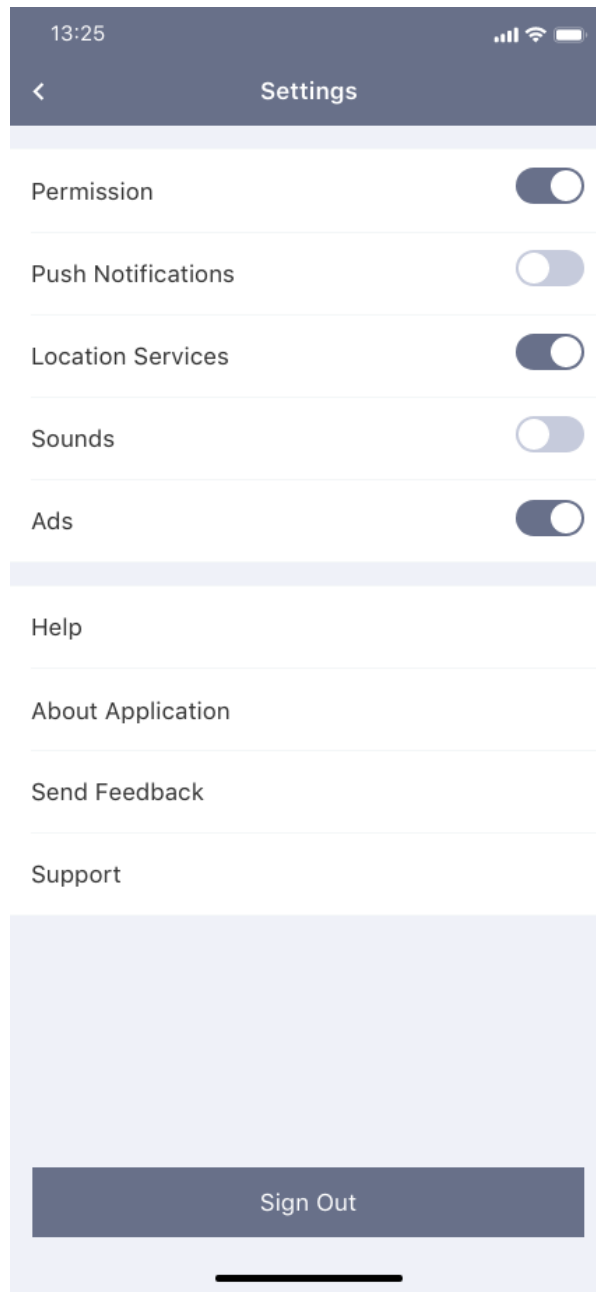 13:25
Settings
Permission
Push Notifications
Location Services
Sounds
Ads
Help
About Application
Send Feedback
Support
Sign Out